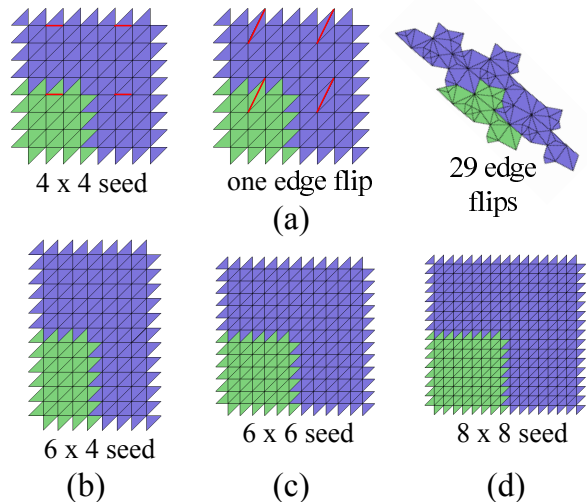 4 x 4 seed
one edge flip
29 edge
flips
(a)
6 x 4 seed
6 x 6 seed
8 x 8 seed
(b)
(c)
(d)